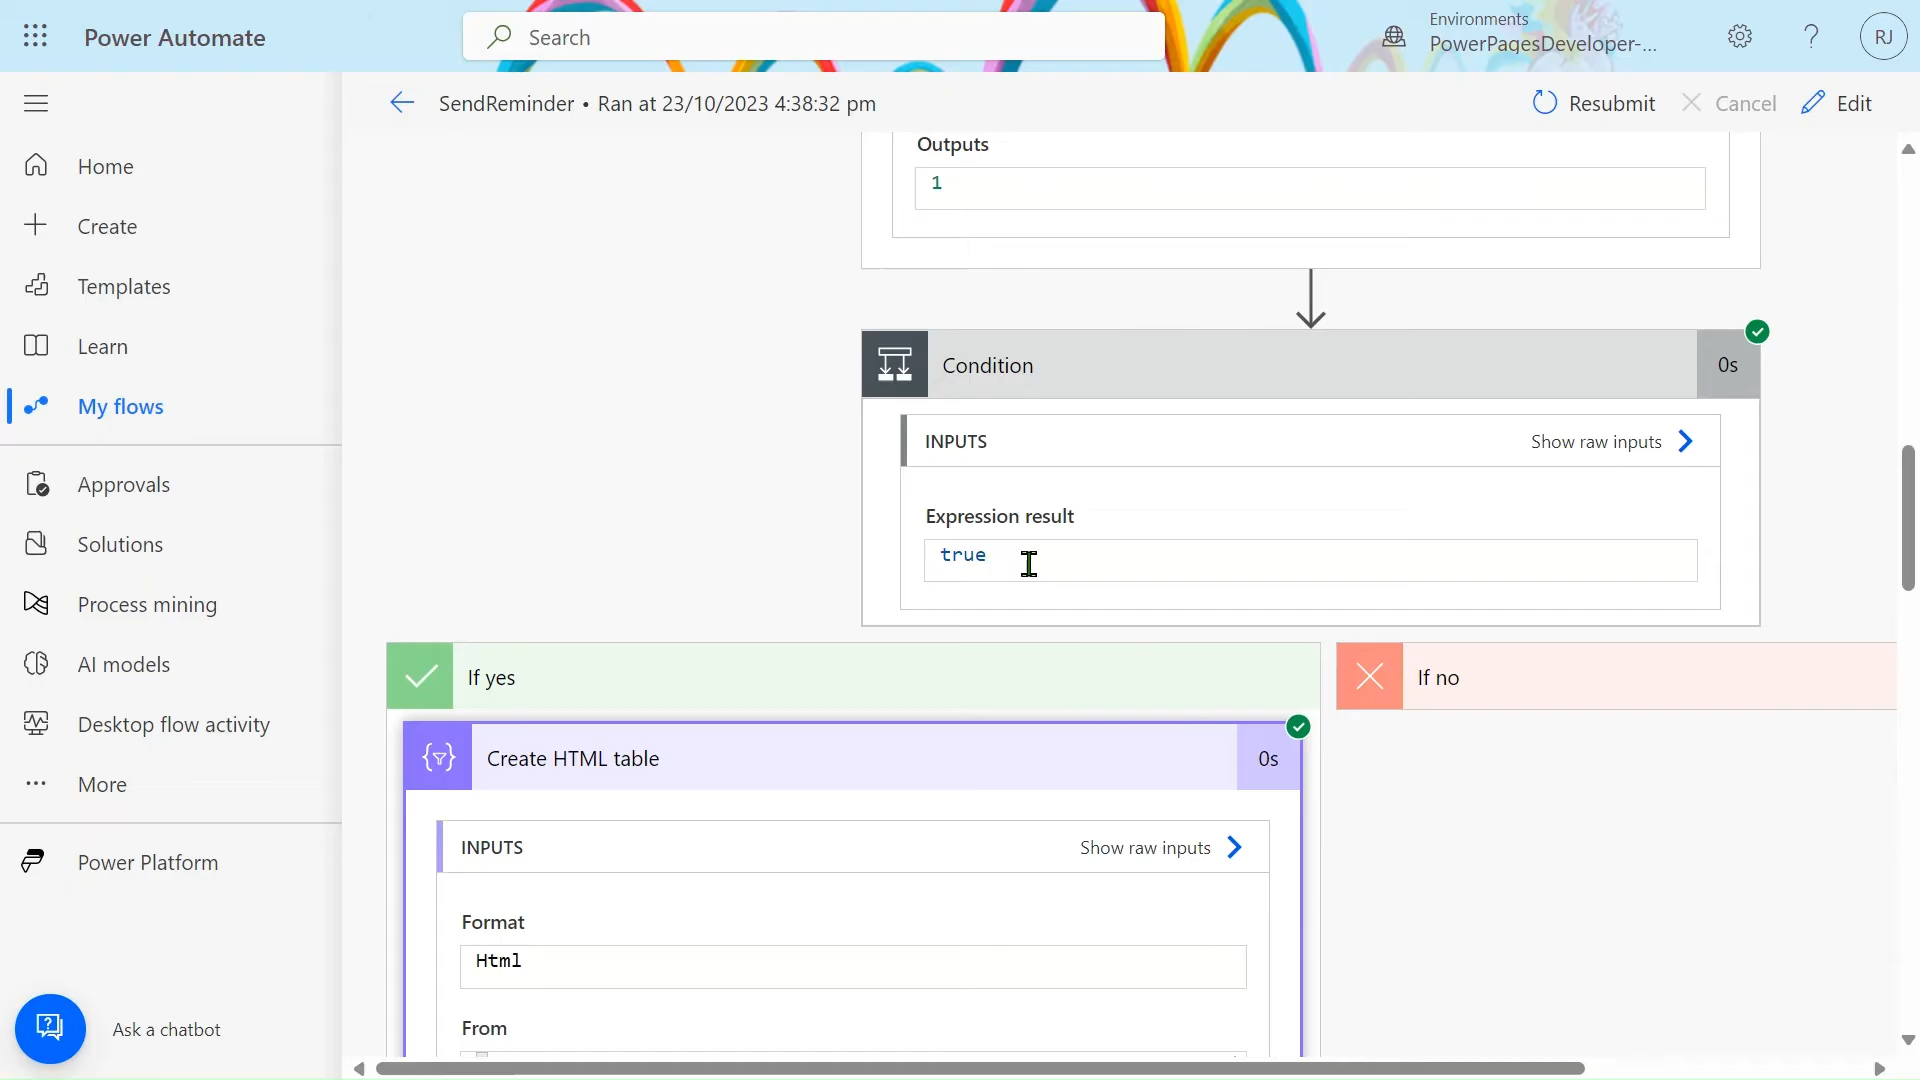 Power Automate
Search
Environments
PowerPagesDeveloper-...
RJ
SendReminder • Ran at 23/10/2023 4:38:32 pm
Resubmit
Cancel
Edit
Home
Create
Templates
Learn
My flows
Approvals
Solutions
Process mining
AI models
Desktop flow activity
More
Power Platform
Ask a chatbot
Outputs
1
Condition
0s
INPUTS
Show raw inputs
Expression result
true
If yes
If no
Create HTML table
0s
INPUTS
Show raw inputs
Format
Html
From